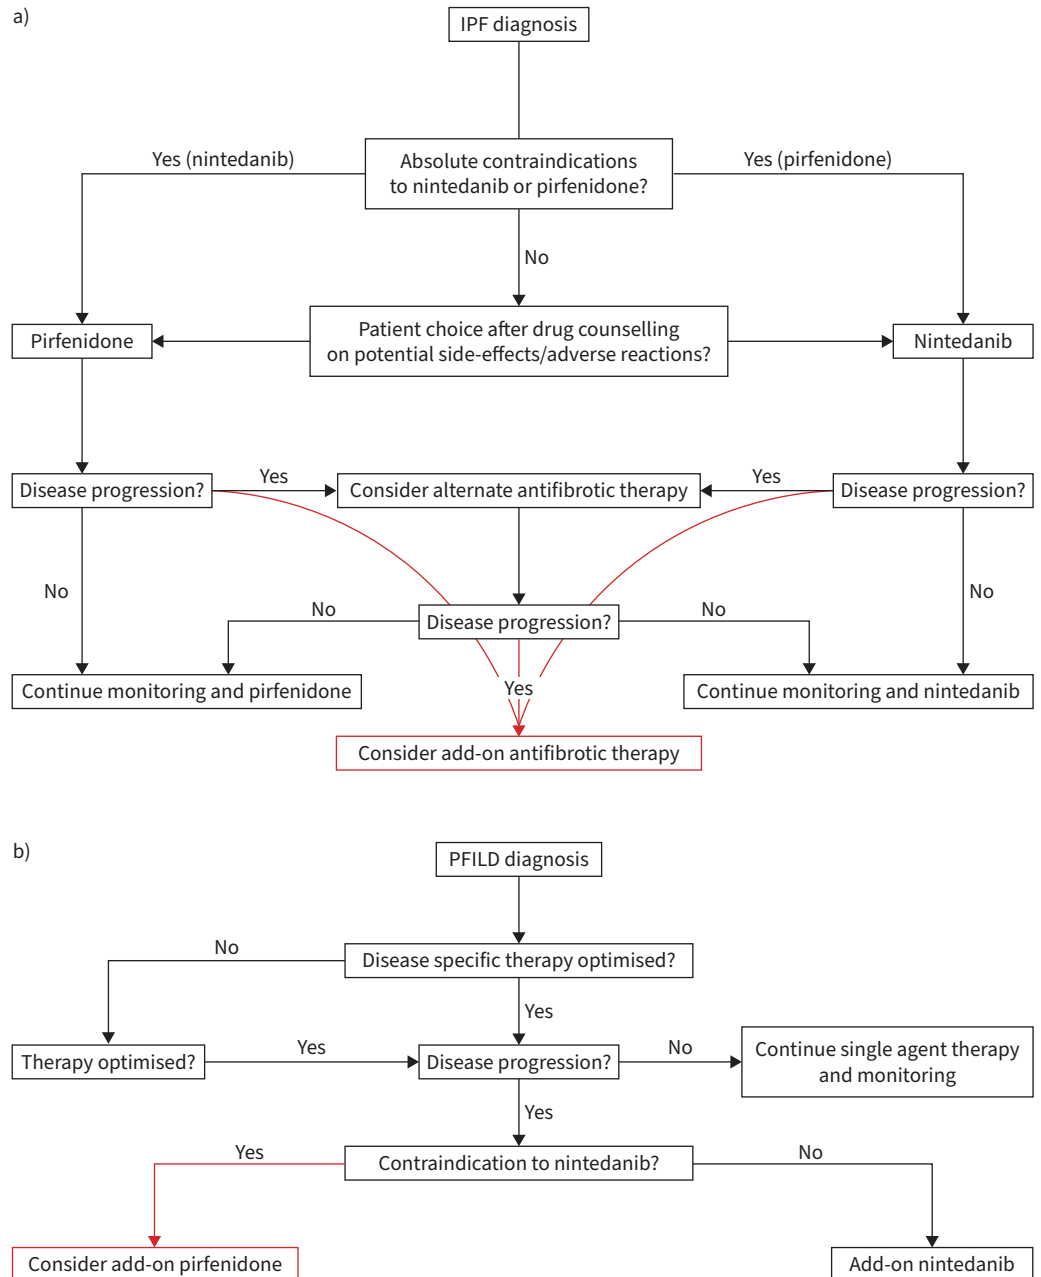 a)
IPF diagnosis
Yes (nintedanib)
Absolute contraindications
to nintedanib or pirfenidone?
Yes (pirfenidone)
No
Pirfenidone
Patient choice after drug counselling
on potential side-effects/adverse reactions?
Nintedanib
Disease progression?
Yes
Consider alternate antifibrotic therapy
Yes
Disease progression?
No
No
No
Disease progression?
No
Continue monitoring and pirfenidone
Yes
Continue monitoring and nintedanib
Consider add-on antifibrotic therapy
b)
PFILD diagnosis
No
Disease specific therapy optimised?
Yes
Therapy optimised?
Yes
Disease progression?
No
Continue single agent therapy
and monitoring
Yes
Yes
Contraindication to nintedanib?
No
Consider add-on pirfenidone
Add-on nintedanib